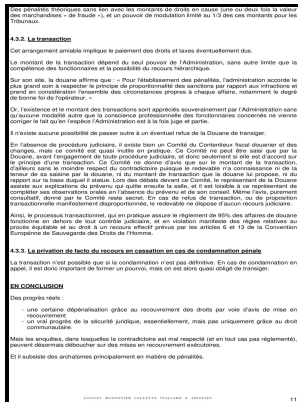 Des pénalités théoriques sans lien avec les montants de droits en cause (une ou deux fois la valeur
des marchandises « de fraude »), et un pouvoir de modulation limité au 1/3 des ces montants pour les
Tribunaux.
4.3.2. La transaction
Cet arrangement amiable implique le paiement des droits et taxes éventuellement dus.
Le montant de la transaction dépend du seul pouvoir de l'Administration, sans autre limite que la
compétence des fonctionnaires et la possibilité du recours hiérarchique.
Sur son site, la douane affirme que : « Pour l'établissement des pénalités, l'administration accorde le
plus grand soin à respecter le principe de proportionnalité des sanctions par rapport aux infractions et
prend en considération l'ensemble des circonstances propres à chaque affaire, notamment le degré
de bonne foi de l'opérateur. »
Or, l'existence et le montant des transactions sont appréciés souverainement par l'Administration sans
qu'aucune modalité autre que la conscience professionnelle des fonctionnaires concernés ne vienne
corriger le fait qu'en l'espèce l'Administration est à la fois juge et partie.
Il n'existe aucune possibilité de passer outre à un éventuel refus de la Douane de transiger.
En l'absence de procédure judiciaire, il existe bien un Comité du Contentieux fiscal douanier et des
changes, mais ce comité est quasi inutile en pratique. Ce Comité ne peut être saisi que par la
Douane, avant l'engagement de toute procédure judiciaire, et donc seulement si elle est d'accord sur
le principe d'une transaction. Ce Comité ne donne d'avis que sur le montant de la transaction,
d'ailleurs sans le moindre respect du contradictoire puisque le redevable n'a connaissance ni de la
teneur de sa saisine par la douane, ni du montant de transaction que la douane lui propose, ni du
rapport sur la base duquel il statue. Lors des débats devant ce Comité, le représentant de la Douane
assiste aux explications du prévenu qui quitte ensuite la salle, et il est loisible à ce représentant de
compléter ses observations orales en l'absence du prévenu et de son conseil. Même l'avis, purement
consultatif, donné par le Comité reste secret. En cas de refus de transaction, ou de proposition
transactionnelle manifestement disproportionnée, le redevable ne dispose d'aucun recours judiciaire.
Ainsi, le processus transactionnel, qui en pratique assure le règlement de 95% des affaires de douane
fonctionne en dehors de tout contrôle judiciaire, et en violation manifeste des règles relatives au
procès équitable et au droit à un recours effectif prévus par les articles 6 et 13 de la Convention
Européenne de Sauvegarde des Droits de l'Homme.
4.3.3. La privation de facto du recours en cassation en cas de condamnation pénale
La transaction n'est possible que si la condamnation n'est pas définitive. En cas de condamnation en
appel, il est donc important de former un pourvoi, mais on est alors quasi obligé de transiger.
EN CONCLUSION
Des progrès réels :
- une certaine dépénalisation grâce au recouvrement des droits par voie d'avis de mise en
recouvrement
- un vrai progrès de la sécurité juridique, essentiellement, mais pas uniquement grâce au droit
communautaire.
Mais les enquêtes, dans lesquelles le contradictoire est mal respecté (et en tout cas pas réglementé),
peuvent désormais déboucher sur des mises en recouvrement exécutoires.
Et il subsiste des archaïsmes principalement en matière de pénalités.
11